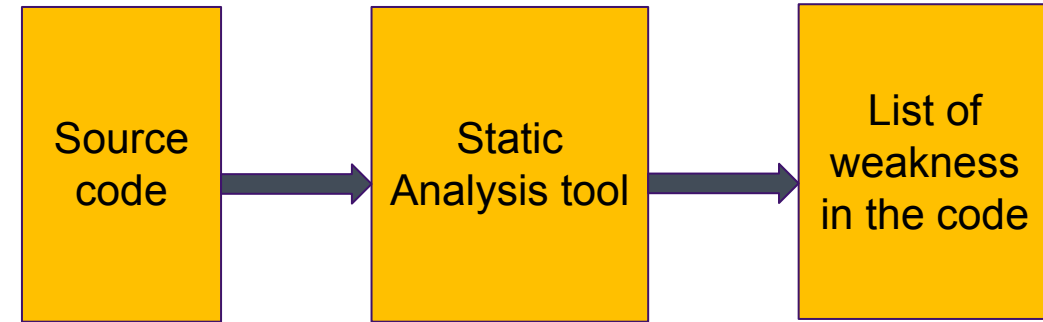 Source
code
Static
Analysis tool
List of
weakness
in the code